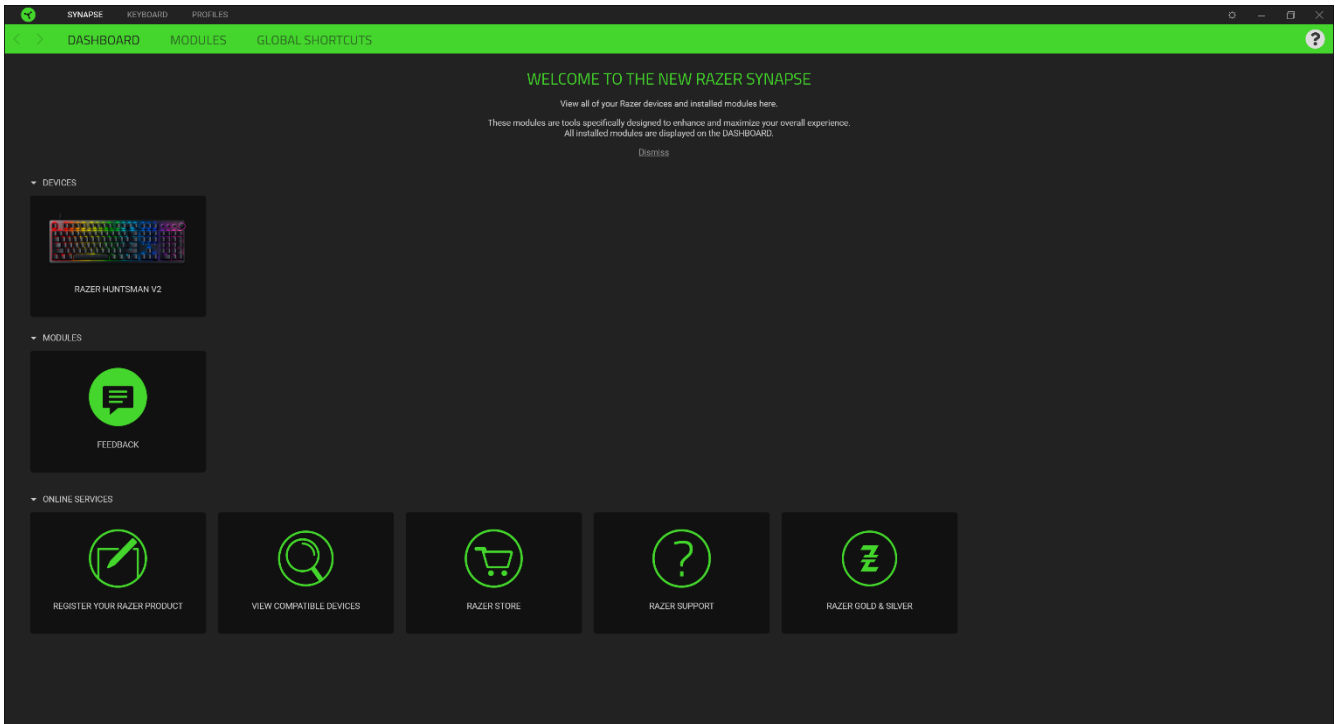 SYNAPSE KEYBOARD PROFILES
DASHBOARD MODULES GLOBAL SHORTCUTS
?
WELCOME TO THE NEW RAZER SYNAPSE
View all of your Razer devices and installed modules here.
These modules are tools specifically designed to enhance and maximize your overall experience.
All installed modules are displayed on the DASHBOARD.
Dismiss
DEVICES
RAZER HUNTSMAN V2
MODULES
FEEDBACK
ONLINE SERVICES
REGISTER YOUR RAZER PRODUCT
VIEW COMPATIBLE DEVICES
RAZER STORE
RAZER SUPPORT
RAZER GOLD & SILVER